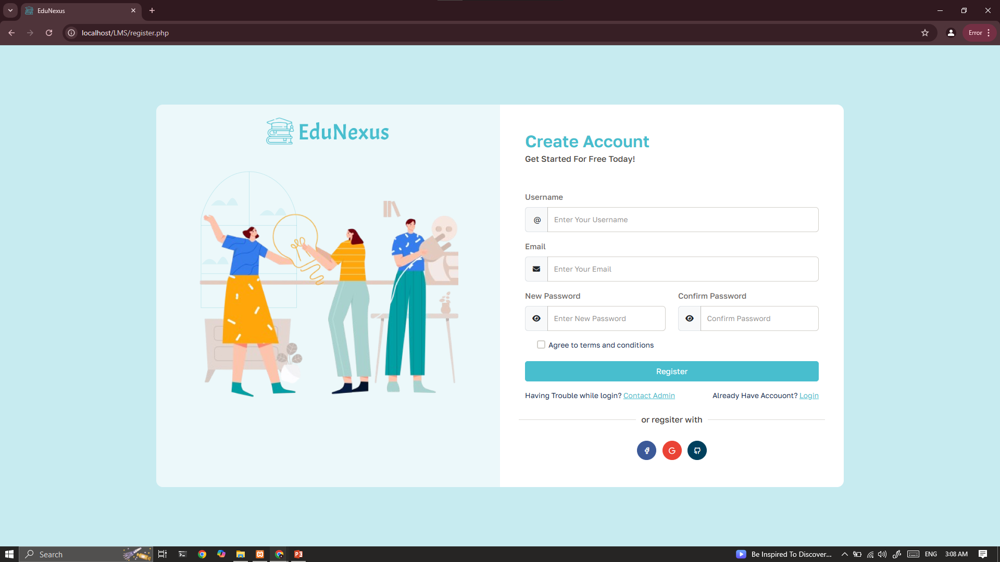 EduNexus
localhost/LMS/register.php
Error
EduNexus
Create Account
Get Started For Free Today!
Username
@ Enter Your Username
Email
Enter Your Email
New Password Confirm Password
Enter New Password Confirm Password
Agree to terms and conditions
Register
Having Trouble while login? Contact Admin Already Have Accouont? Login
or regsiter with
Search Be Inspired To Discover... ENG 3:08 AM